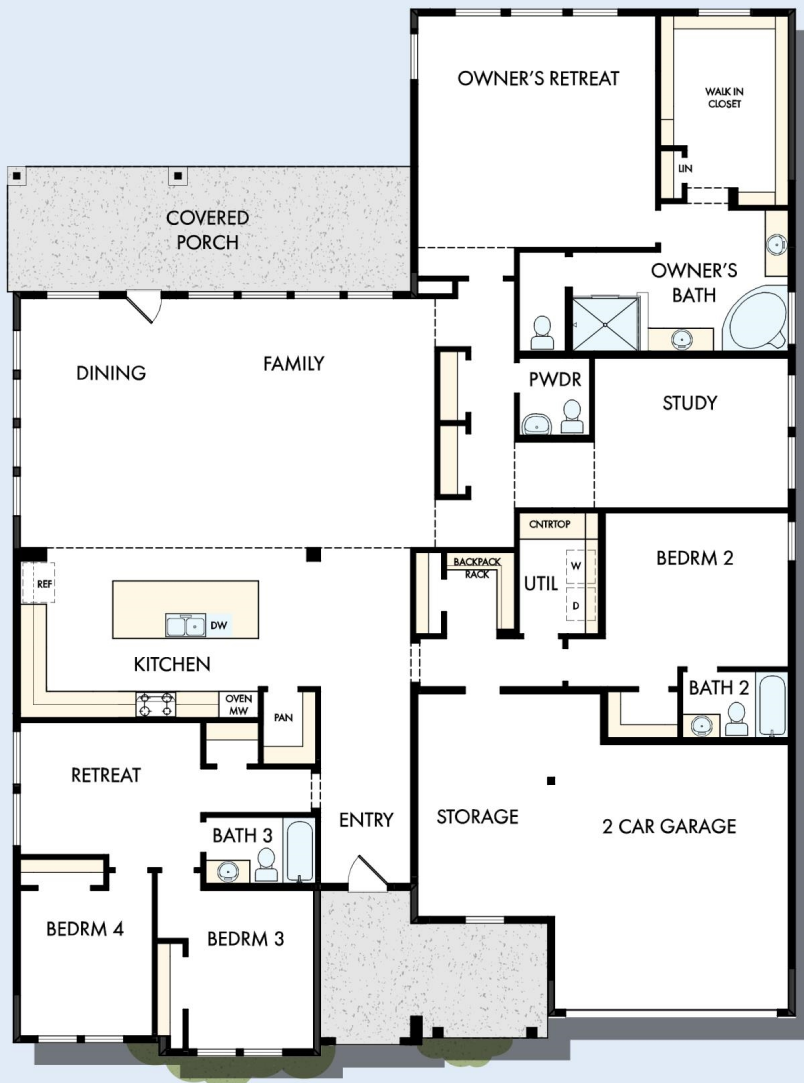 OWNER'S RETREAT
WALK IN
CLOSET
LIN
COVERED
PORCH
OWNER'S
BATH
DINING
FAMILY
PWDR
STUDY
CNTRTOP
REF
BACKPACK
RACK
UTIL
W
D
BEDRM 2
DW
KITCHEN
OVEN
MW
PAN
BATH 2
RETREAT
BATH 3
ENTRY
STORAGE
2 CAR GARAGE
BEDRM 4
BEDRM 3